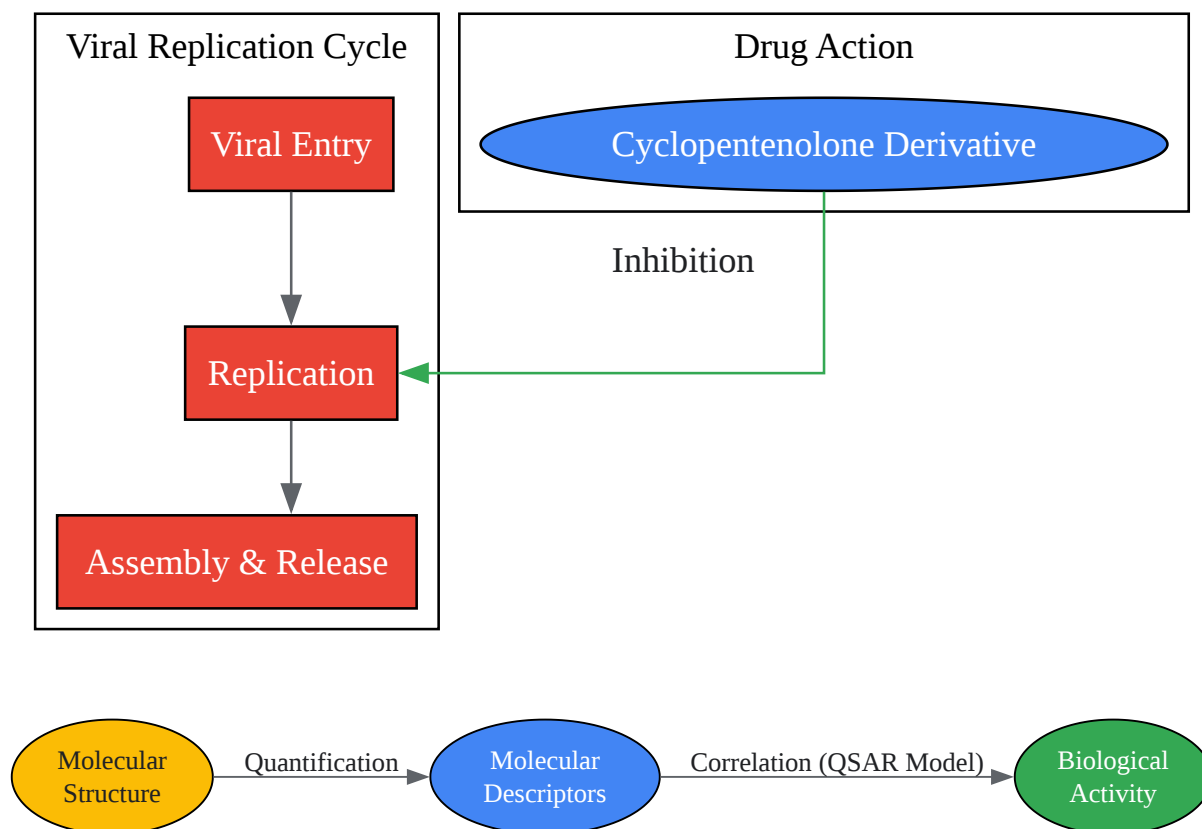 Viral Replication Cycle
Drug Action
Viral Entry
Cyclopentenolone Derivative
Inhibition
Replication
Assembly & Release
Molecular
Structure
Quantification
Molecular
Descriptors
Correlation (QSAR Model)
Biological
Activity